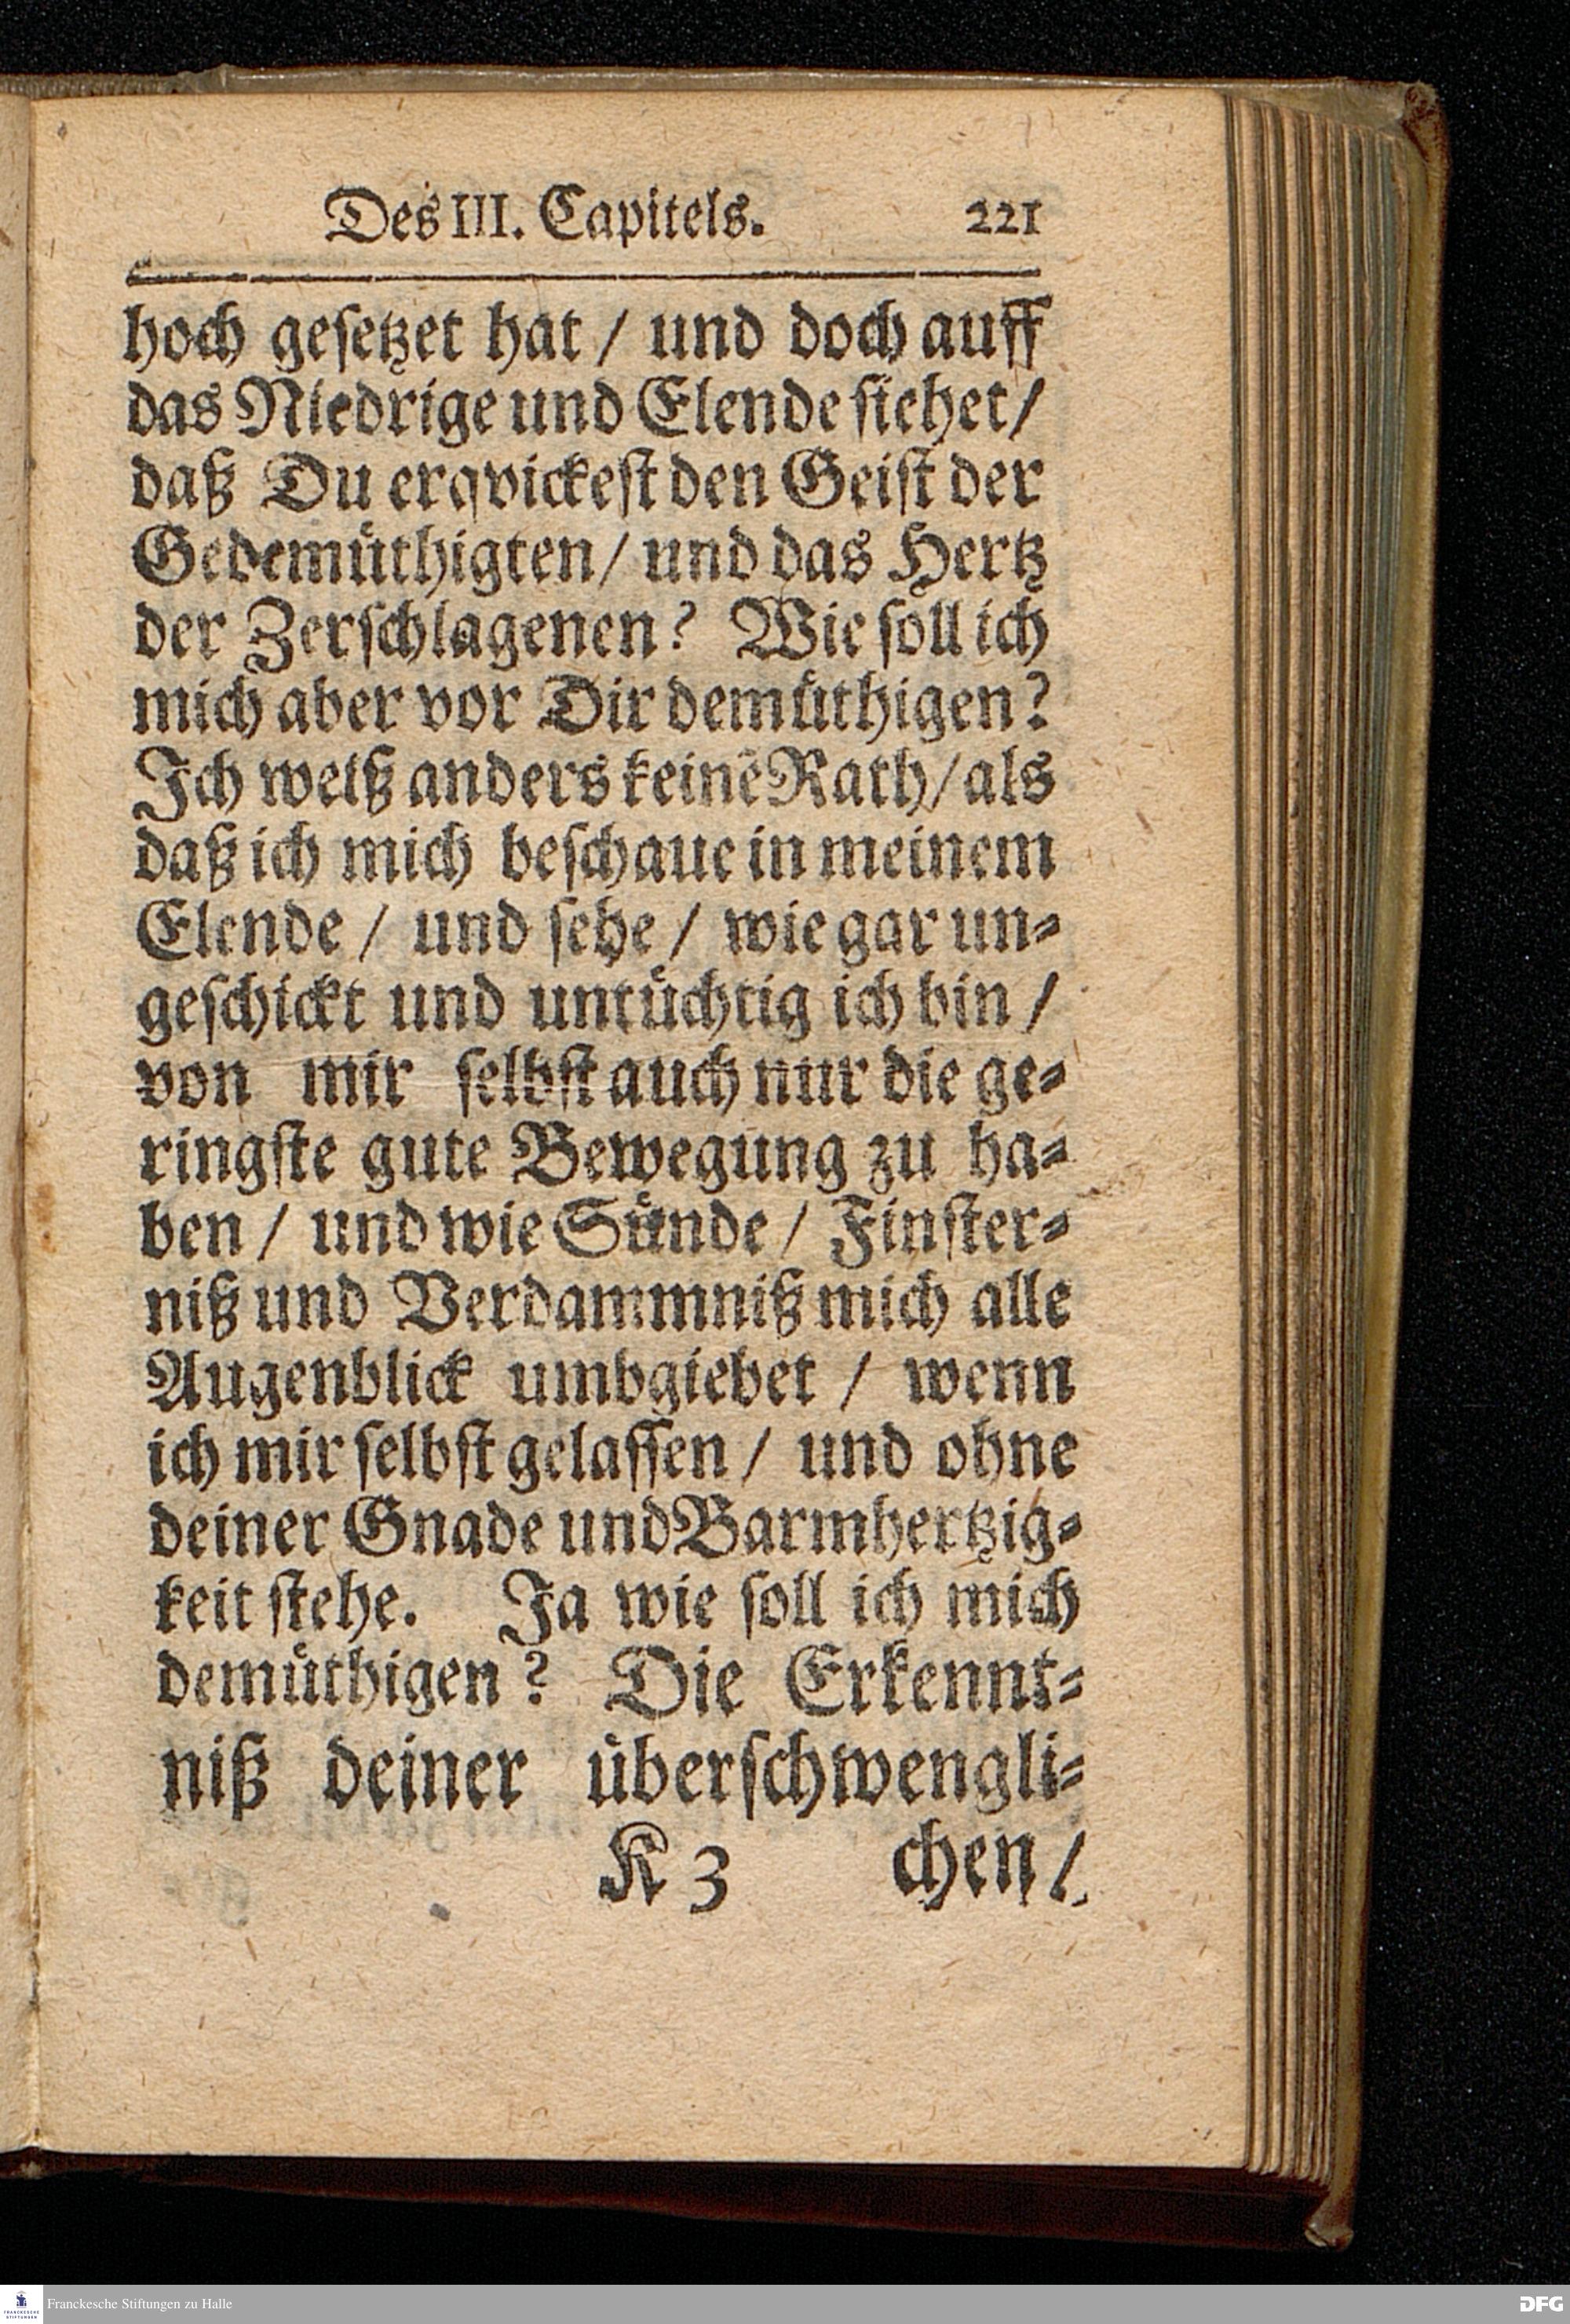 Des III. Capitels. 221
hoch gesetzet hat / und doch auff
das Niedrige und Elende siehet /
daß Du erqvickest den Geist der
Gedemüthigten / und das Hertz
der Zerschlagenen? Wie soll ich
mich aber vor Dir demüthigen?
Ich weiß anders keinē Rath / als
daß ich mich beschaue in meinem
Elende / und sehe / wie gar un-
geschickt und untüchtig ich bin /
von mir selbst auch nur die ge-
ringste gute Bewegung zu ha-
ben / und wie Sünde / Finster-
niß und Verdammniß mich alle
Augenblick umbgiebet / wenn
ich mir selbst gelassen / und ohne
deiner Gnade und Barmhertzig-
keit stehe. Ja wie soll ich mich
demüthigen? Die Erkennt-
niß deiner überschwengli-
K 3 chen /
Franckesche Stiftungen zu Halle
DFG